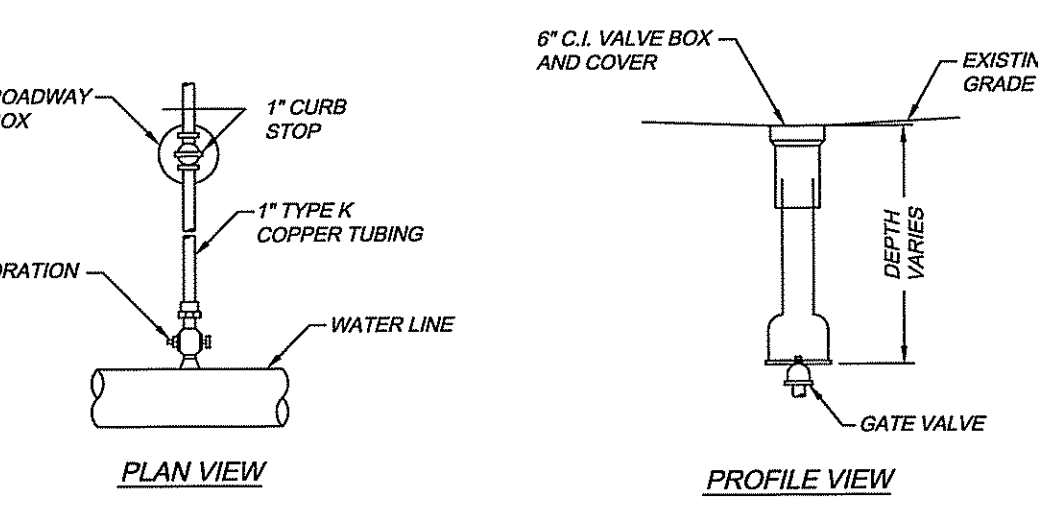 OADWAY
OX
1" CURB
STOP
1" TYPE K
COPPER TUBING
ORATION
WATER LINE
PLAN VIEW
6" C.I. VALVE BOX
AND COVER
EXISTIN
GRADE
DEPTH
VARIES
GATE VALVE
PROFILE VIEW